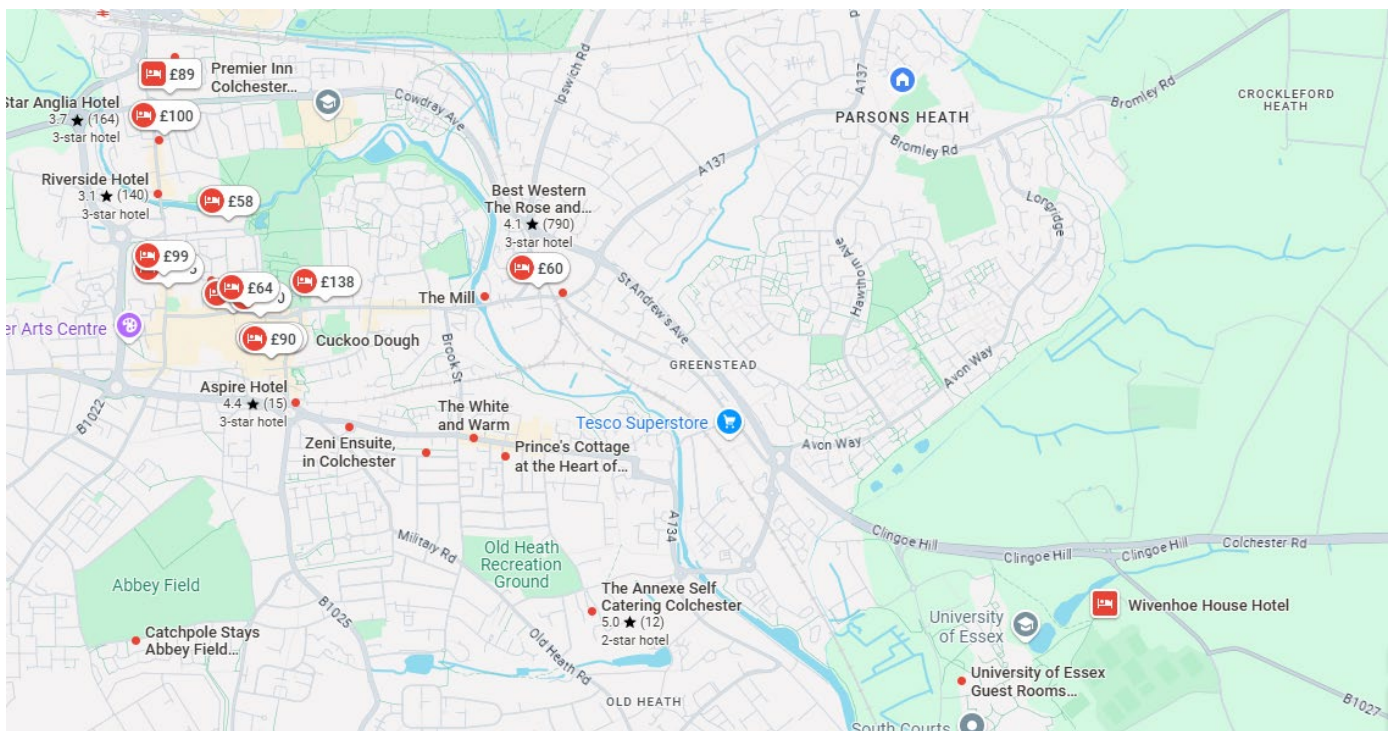 £89
Premier Inn
Colchester...
Star Anglia Hotel
3.7 ★ (164)
3-star hotel
£100
Cowdray Ave
Ipswich Rd
A137
A137
PARSONS HEATH
Bromley Rd
Bromley Rd
CROCKLEFORD
HEATH
Riverside Hotel
3.1 ★ (140)
3-star hotel
£58
Best Western
The Rose and...
4.1 ★ (790)
3-star hotel
Longridge
Hawthorn Ave
£99
£64
£138
£60
The Mill
St Andrew's Ave
er Arts Centre
£90
Cuckoo Dough
Brook St
GREENSTEAD
Avon Way
Aspire Hotel
4.4 ★ (15)
3-star hotel
B1022
The White
and Warm
Tesco Superstore
Zeni Ensuite,
in Colchester
Prince's Cottage
at the Heart of...
Avon Way
A134
Military Rd
Clingoe Hill
Clingoe Hill
Clingoe Hill
Colchester Rd
Old Heath
Recreation
Ground
Abbey Field
B1025
The Annexe Self
Catering Colchester
5.0 ★ (12)
2-star hotel
Wivenhoe House Hotel
University
of Essex
Catchpole Stays
Abbey Field...
Old Heath Rd
University of Essex
Guest Rooms...
OLD HEATH
B1027
South Courts